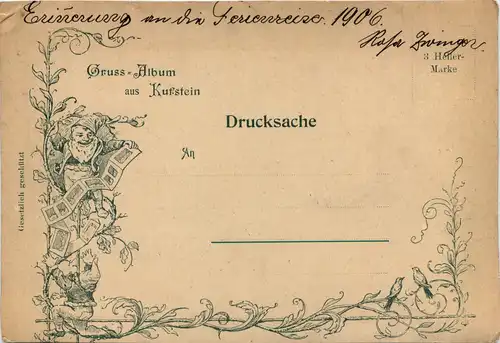 Erinnerung an die Ferienreise. 1906.
Rosa Zwinger.
3 Heller-
Marke
Gruss-Album
aus Kufstein
Drucksache
An
Gesetzlich geschützt